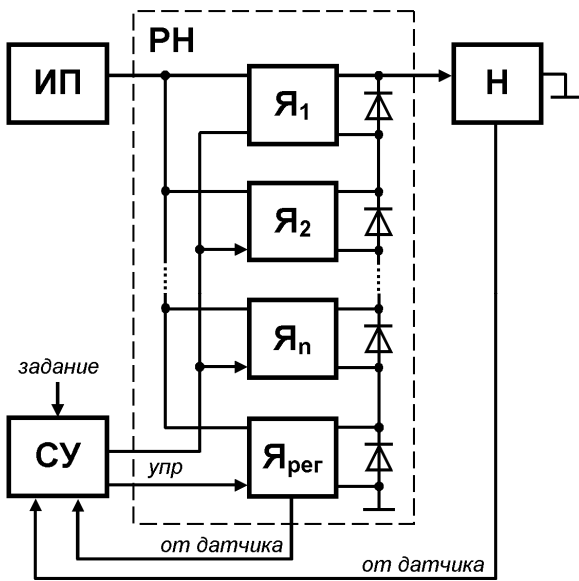 РН
ИП
Я1
Н
Я2
Яn
задание
СУ
упр
Ярег
от датчика
от датчика